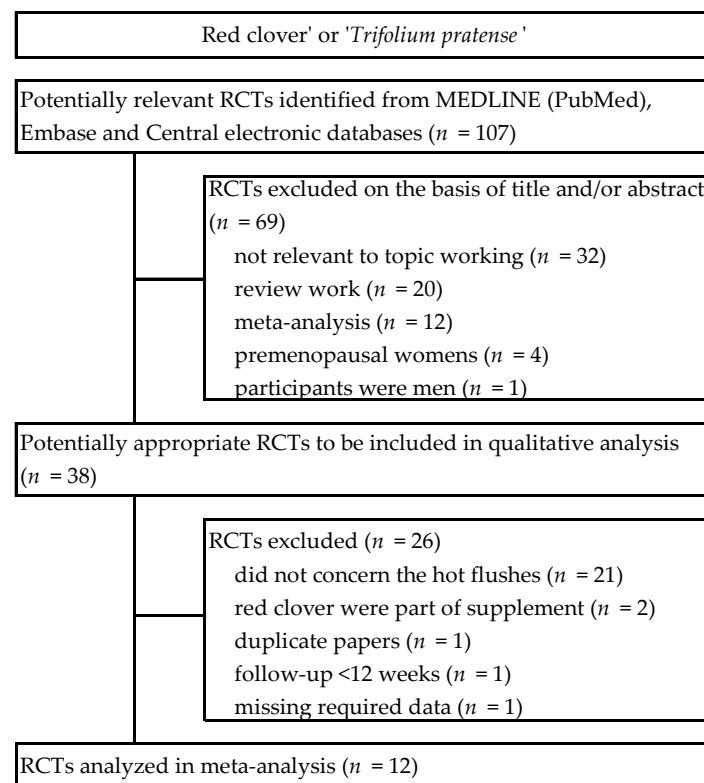 Red clover' or 'Trifolium pratense '
Potentially relevant RCTs identified from MEDLINE (PubMed),
Embase and Central electronic databases (n = 107)
RCTs excluded on the basis of title and/or abstract
(n = 69)
not relevant to topic working (n = 32)
review work (n = 20)
meta-analysis (n = 12)
premenopausal womens (n = 4)
participants were men (n = 1)
Potentially appropriate RCTs to be included in qualitative analysis
(n = 38)
RCTs excluded (n = 26)
did not concern the hot flushes (n = 21)
red clover were part of supplement (n = 2)
duplicate papers (n = 1)
follow-up <12 weeks (n = 1)
missing required data (n = 1)
RCTs analyzed in meta-analysis (n = 12)